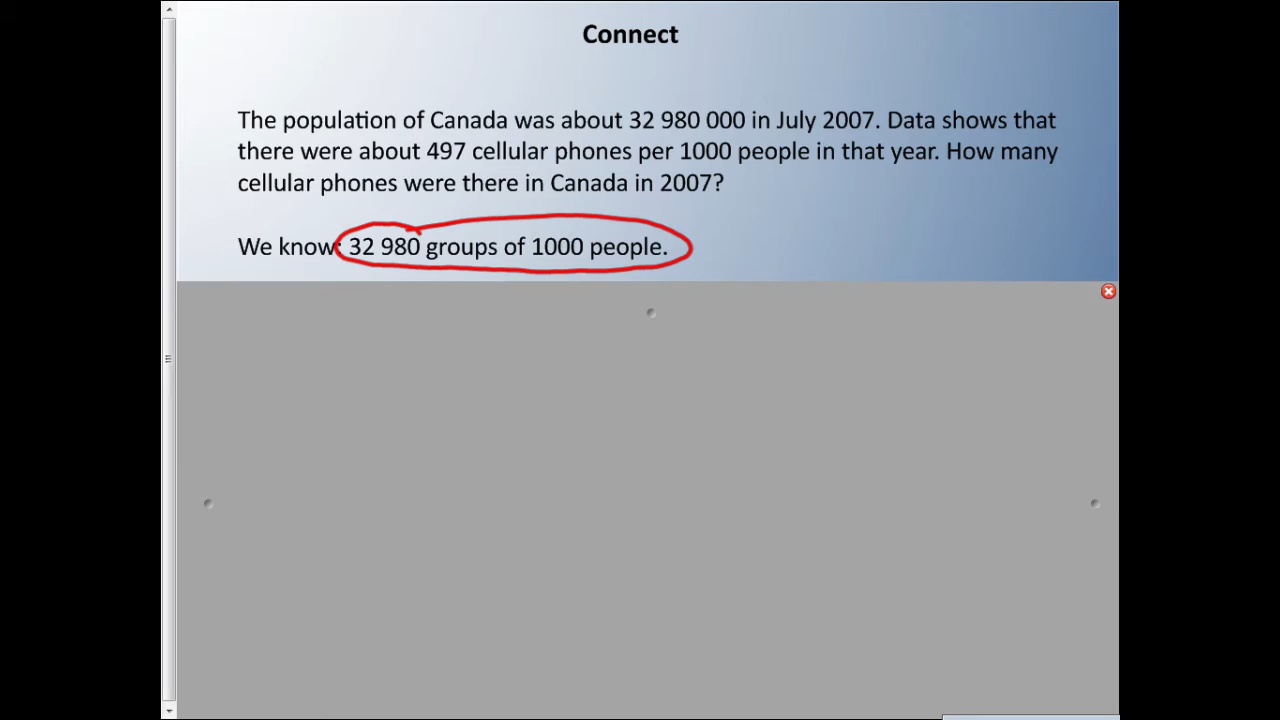 Connect
The population of Canada was about 32 980 000 in July 2007. Data shows that
there were about 497 cellular phones per 1000 people in that year. How many
cellular phones were there in Canada in 2007?
We know: 32 980 groups of 1000 people.